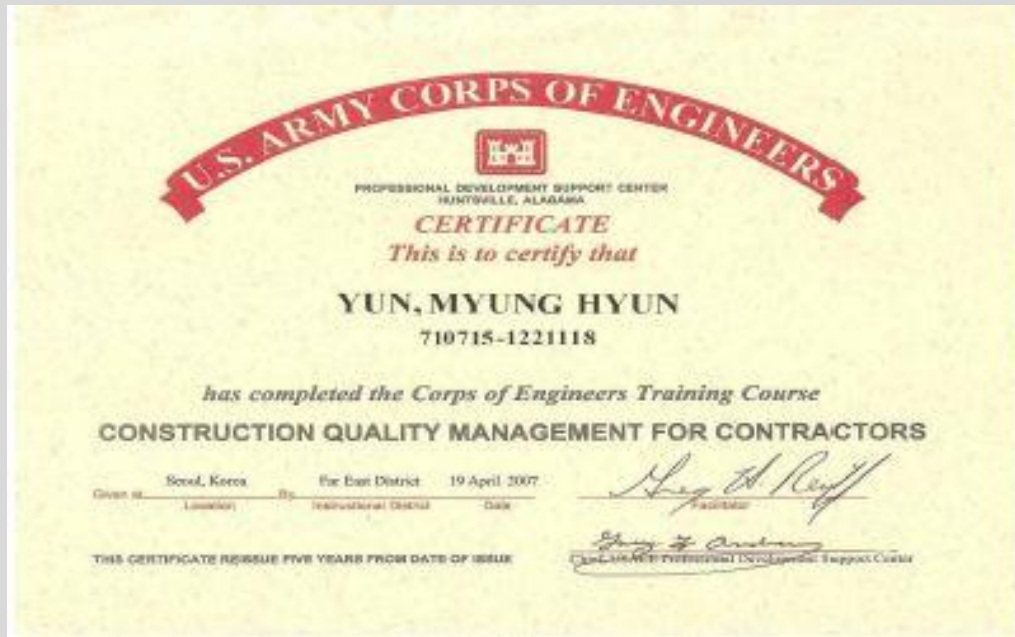 U.S. ARMY CORPS OF ENGINEERS
PROFESSIONAL DEVELOPMENT SUPPORT CENTER
HUNTSVILLE, ALABAMA
CERTIFICATE
This is to certify that
YUN, MYUNG HYUN
710715-1221118
has completed the Corps of Engineers Training Course
CONSTRUCTION QUALITY MANAGEMENT FOR CONTRACTORS
Given at Seoul, Korea By Far East District 19 April 2007
Location Instructional District Date Facilitator
THIS CERTIFICATE REISSUE FIVE YEARS FROM DATE OF ISSUE
Chief, Professional Development Support Center